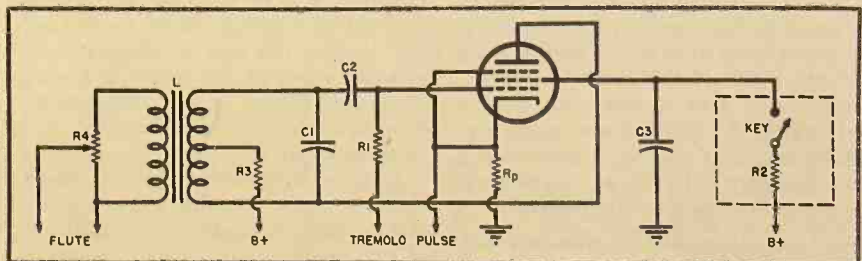 L
C2
R4
R3
C1
R1
Rp
C3
KEY
R2
FLUTE
B+
TREMOLO
PULSE
B+